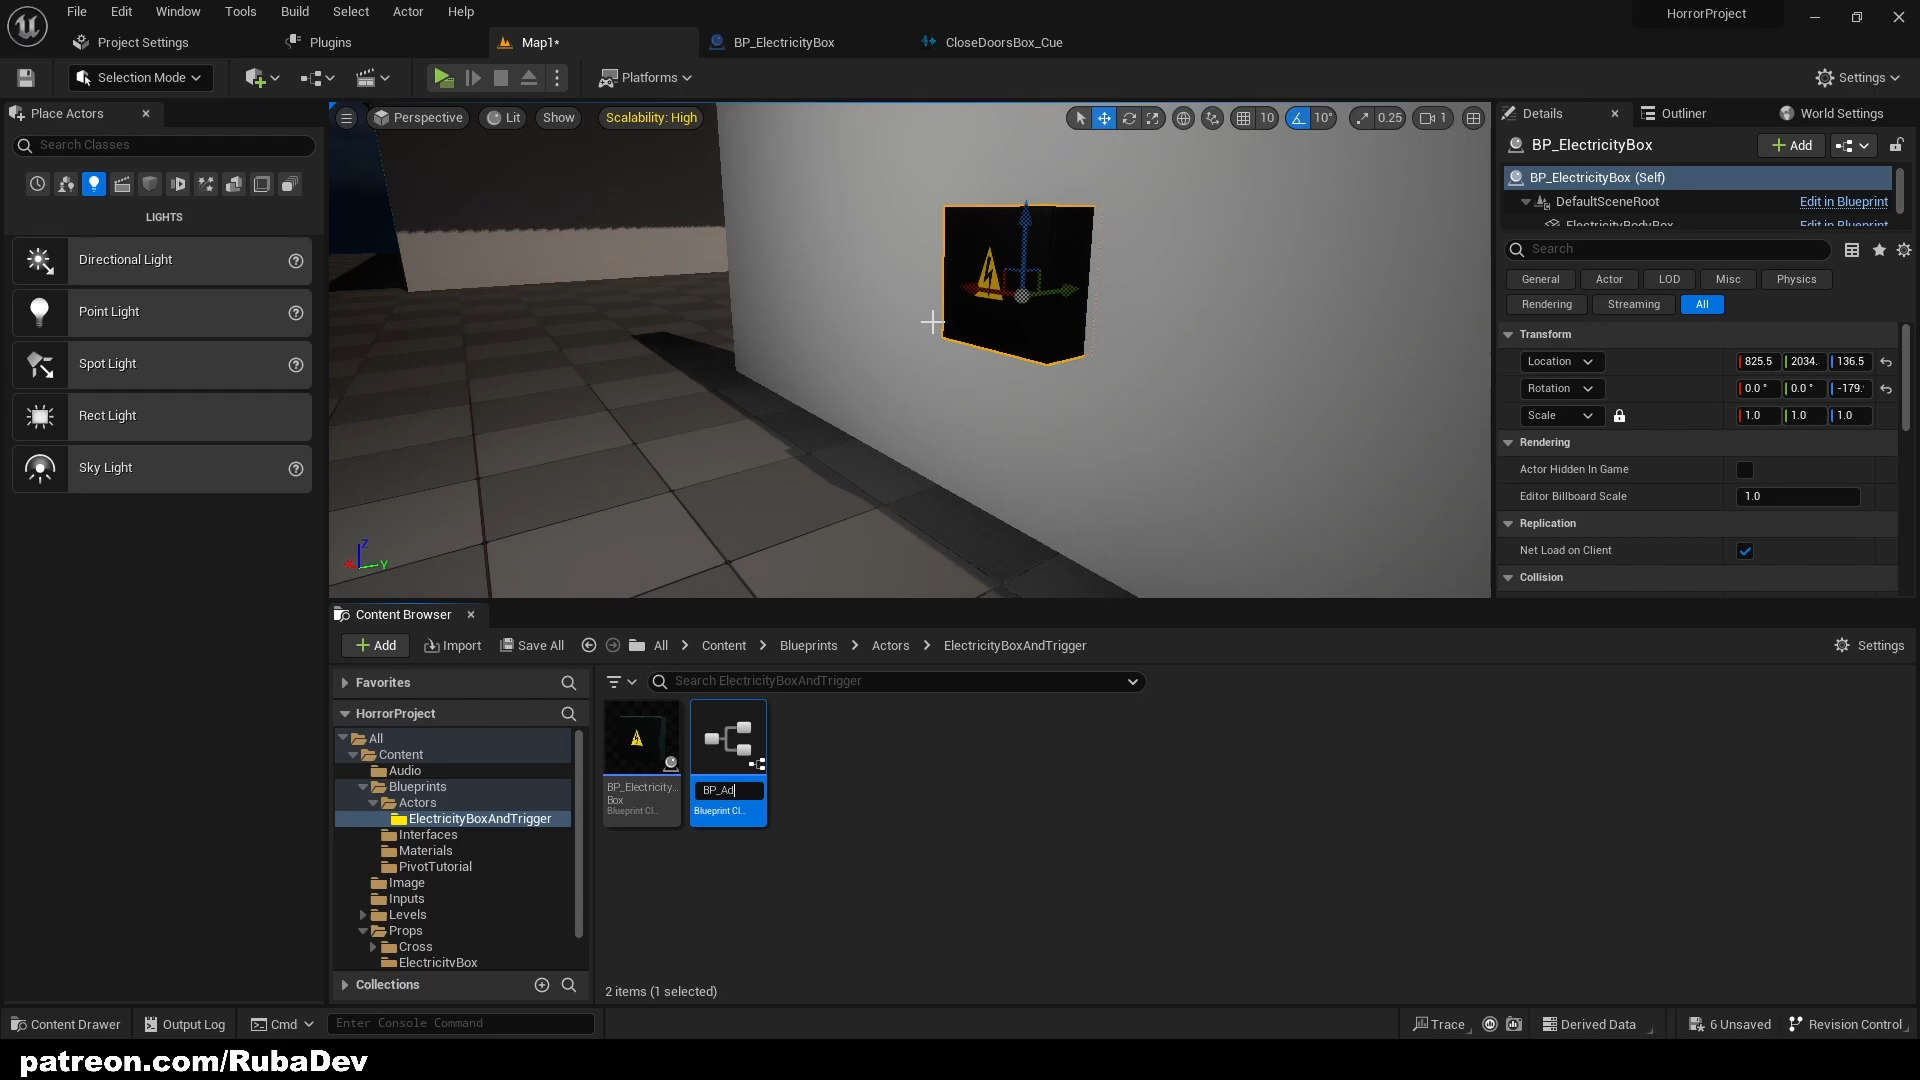 File Edit Window Tools Build Select Actor Help
HorrorProject
Project Settings Plugins Map1* BP_ElectricityBox CloseDoorsBox_Cue
Selection Mode Platforms Settings
Place Actors
Search Classes
LIGHTS
Directional Light
Point Light
Spot Light
Rect Light
Sky Light
Perspective Lit Show Scalability: High 10 10° 0.25 1
Z
Y
Details Outliner World Settings
BP_ElectricityBox Add
BP_ElectricityBox (Self)
DefaultSceneRoot Edit in Blueprint
ElectricityBodyBox Edit in Blueprint
Search
General Actor LOD Misc Physics
Rendering Streaming All
Transform
Location 825.5 2034. 136.5
Rotation 0.0 ° 0.0 ° -179.
Scale 1.0 1.0 1.0
Rendering
Actor Hidden In Game
Editor Billboard Scale 1.0
Replication
Net Load on Client
Collision
Content Browser
Add Import Save All All Content Blueprints Actors ElectricityBoxAndTrigger Settings
Favorites
HorrorProject
All
Content
Audio
Blueprints
Actors
ElectricityBoxAndTrigger
Interfaces
Materials
PivotTutorial
Image
Inputs
Levels
Props
Cross
ElectricityBox
Collections
Search ElectricityBoxAndTrigger
BP_Electricity...
Box
Blueprint Cl...
BP_Ad
Blueprint Cl...
2 items (1 selected)
Content Drawer Output Log Cmd Enter Console Command Trace Derived Data 6 Unsaved Revision Control
patreon.com/RubaDev